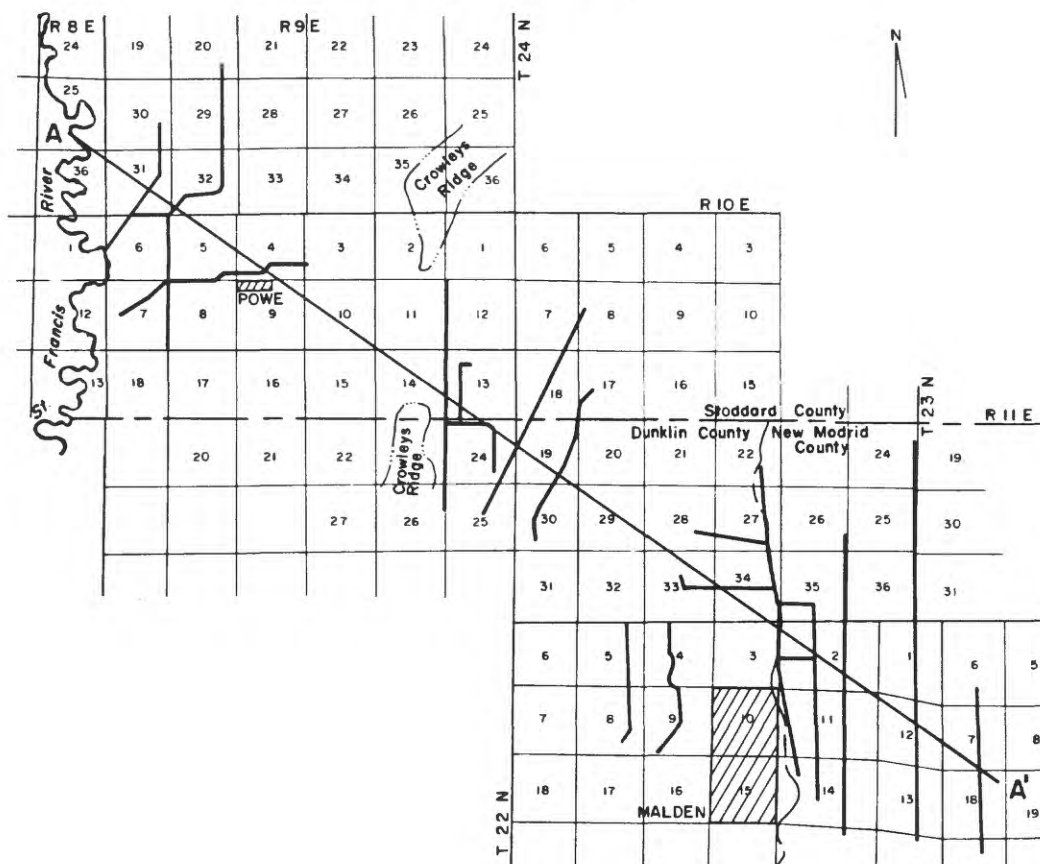 R 8 E R 9 E
24 19 20 21 22 23 24
T 24 N
N
25
30 29 28 27 26 25
A
36 31 32 33 34 35 36
Crowleys
Ridge
River
R 10 E
1 6 5 4 3 2 1 6 5 4 3
POWE
12 7 8 9 10 11 12 7 8 9 10
Francis
13 18 17 16 15 14 13 18 17 16 15
St.
T 23 N
Stoddard County
R 11 E
Dunklin County New Modrid
County
20 21 22 24 19 20 21 22 24 19
Crowleys
Ridge
27 26 25 30 29 28 27 26 25 30
31 32 33 34 35 36 31
6 5 4 3 2 1 6 5
7 8 9 10 11 12 7 8
A'
18 17 16 15 14 13 18 19
MALDEN
T 22 N